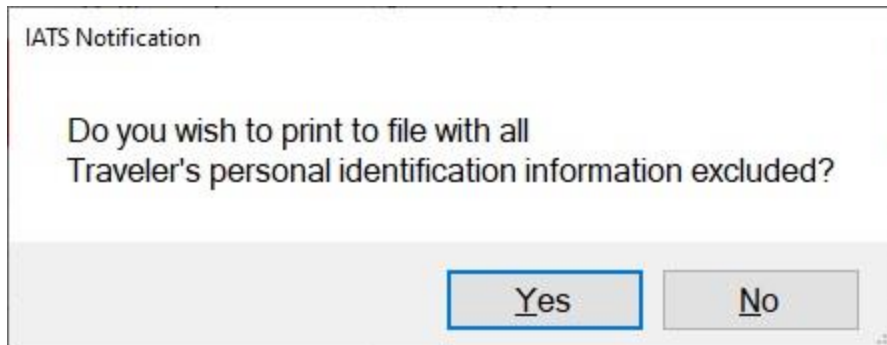 IATS Notification
Do you wish to print to file with all
Traveler's personal identification information excluded?
Yes No